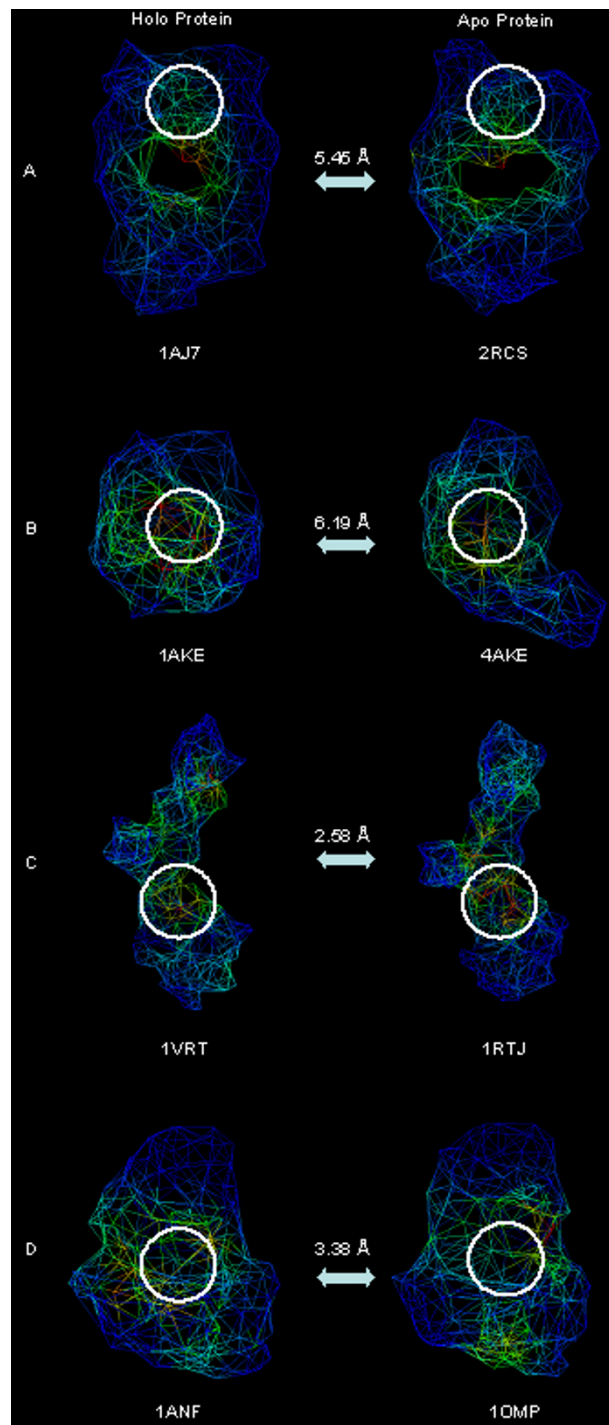 Holo Protein Apo Protein
A 5.45 Å
1AJ7 2RCS
B 6.19 Å
1AKE 4AKE
C 2.58 Å
1VRT 1RTJ
D 3.38 Å
1ANF 1OMP